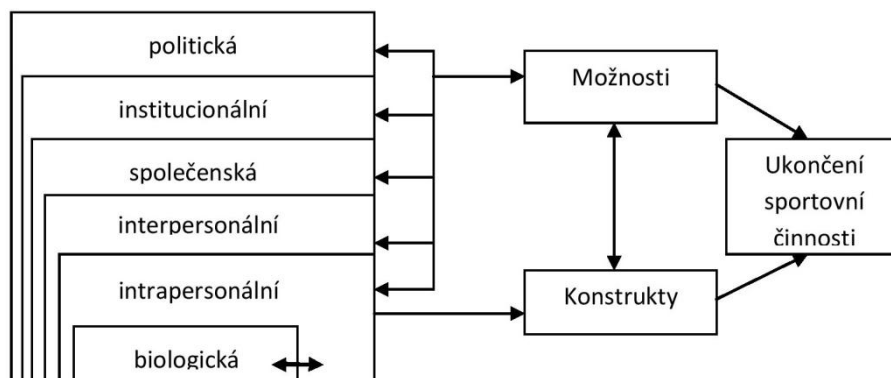 politická
institucionální
společenská
interpersonální
intrapersonální
biologická
Možnosti
Konstrukty
Ukončení
sportovní
činnosti